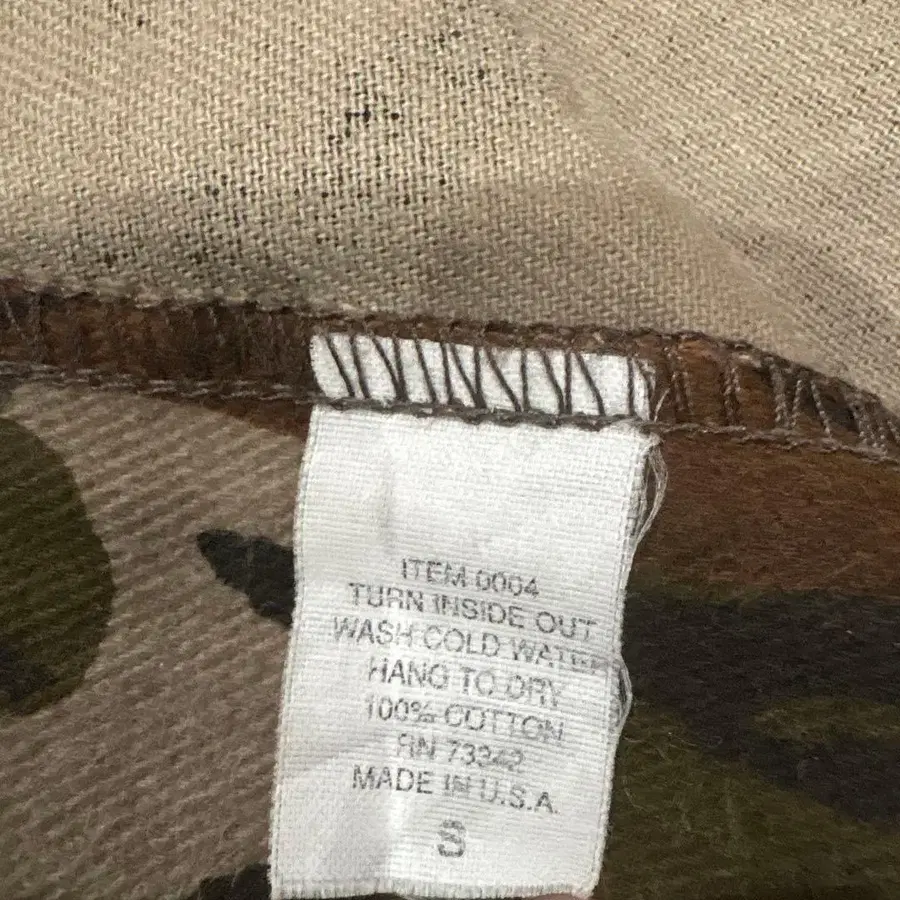 ITEM 0004
TURN INSIDE OUT
WASH COLD WATER
HANG TO DRY
100% COTTON
RN 73342
MADE IN U.S.A.
S